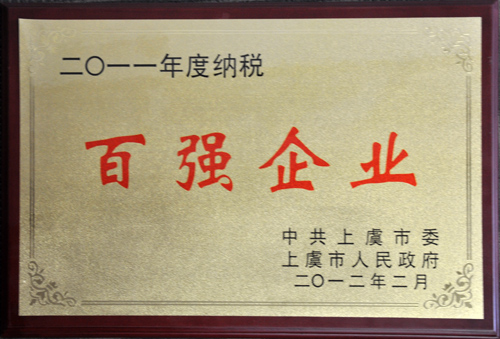 二〇一一年度纳税
百强企业
中共上虞市委
上虞市人民政府
二〇一二年二月